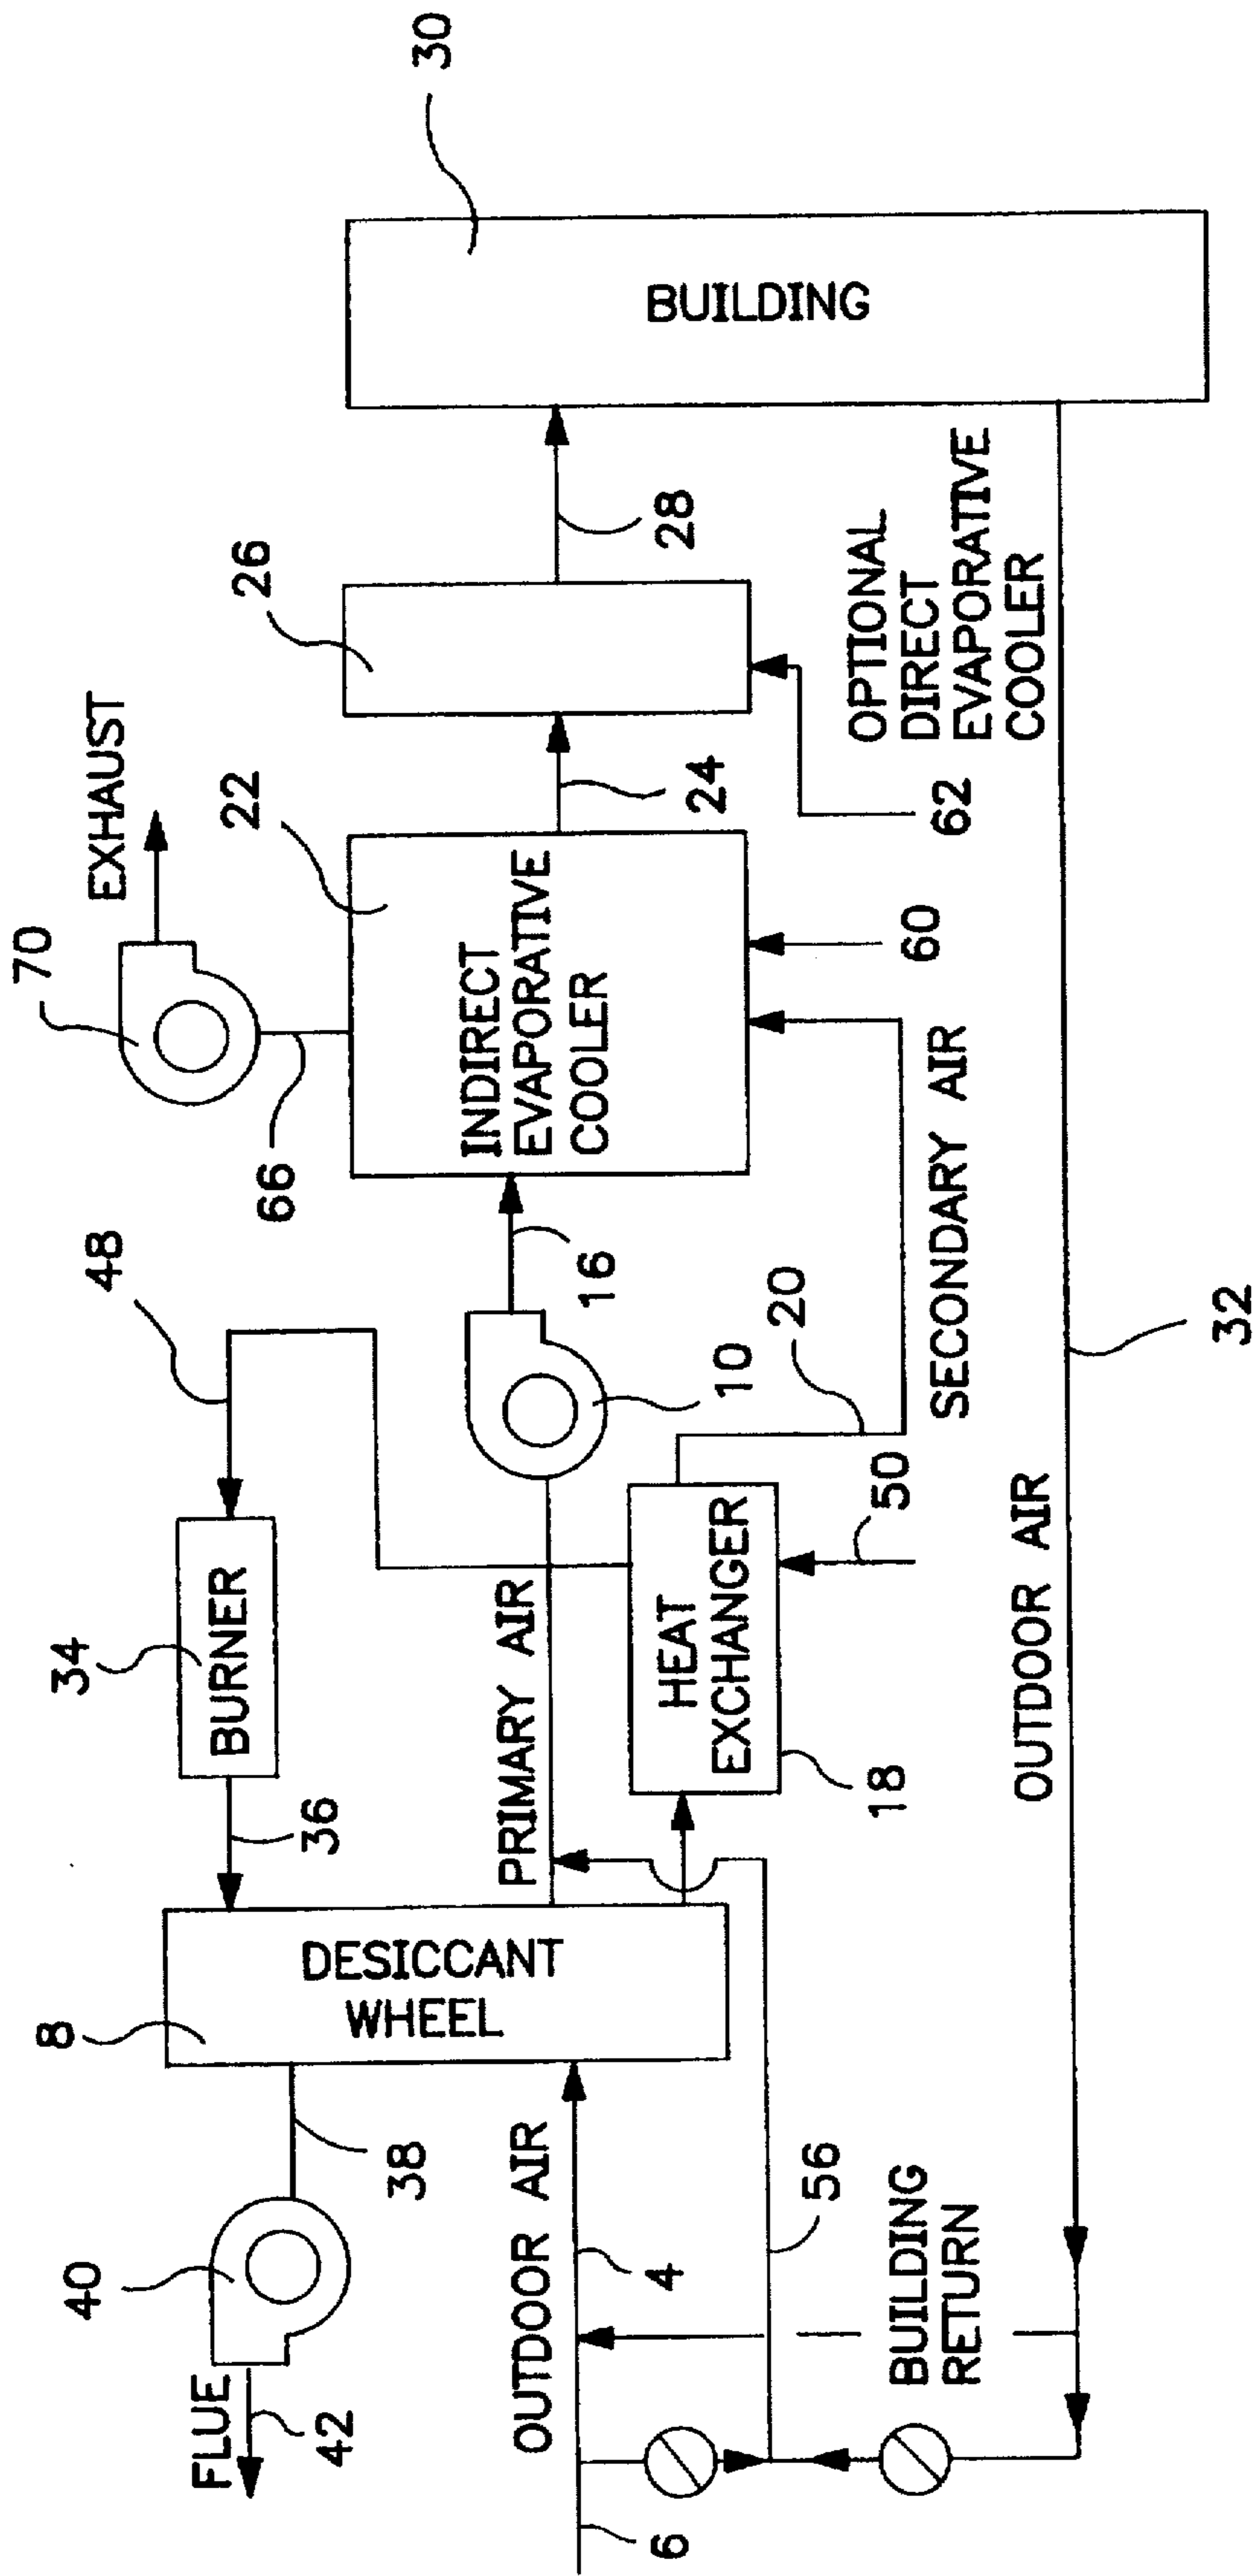 EXHAUST
70
66
48
34
BURNER
36
8
DESICCANT
WHEEL
38
40
FLUE
42
22
INDIRECT
EVAPORATIVE
COOLER
26
24
28
30
BUILDING
16
10
PRIMARY AIR
OUTDOOR AIR
4
6
HEAT
EXCHANGER
18
20
50
SECONDARY AIR
60
62
OPTIONAL
DIRECT
EVAPORATIVE
COOLER
56
BUILDING
RETURN
OUTDOOR AIR
32